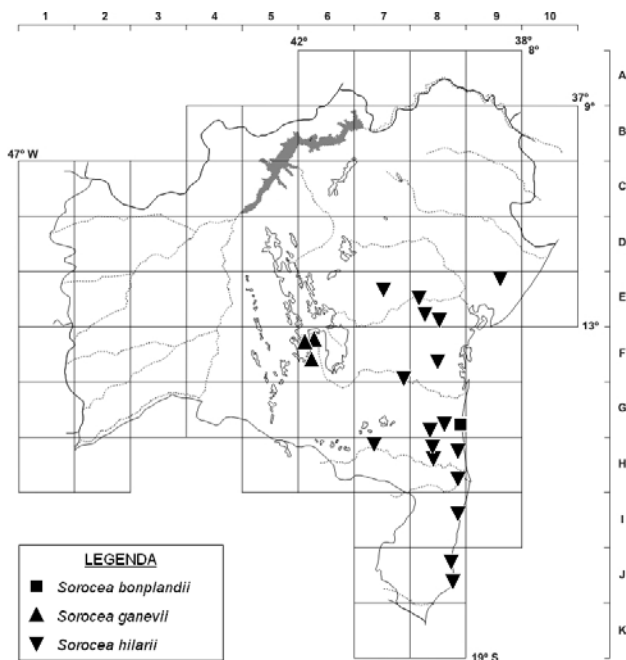 1 2 3 4 5 6 7 8 9 10
42° 38°
8°
A
37°
9°
B
47° W
C
D
E
13°
F
G
H
I
LEGENDA
J
Sorocea bonplandii
Sorocea ganevii
K
Sorocea hilarii
19° S